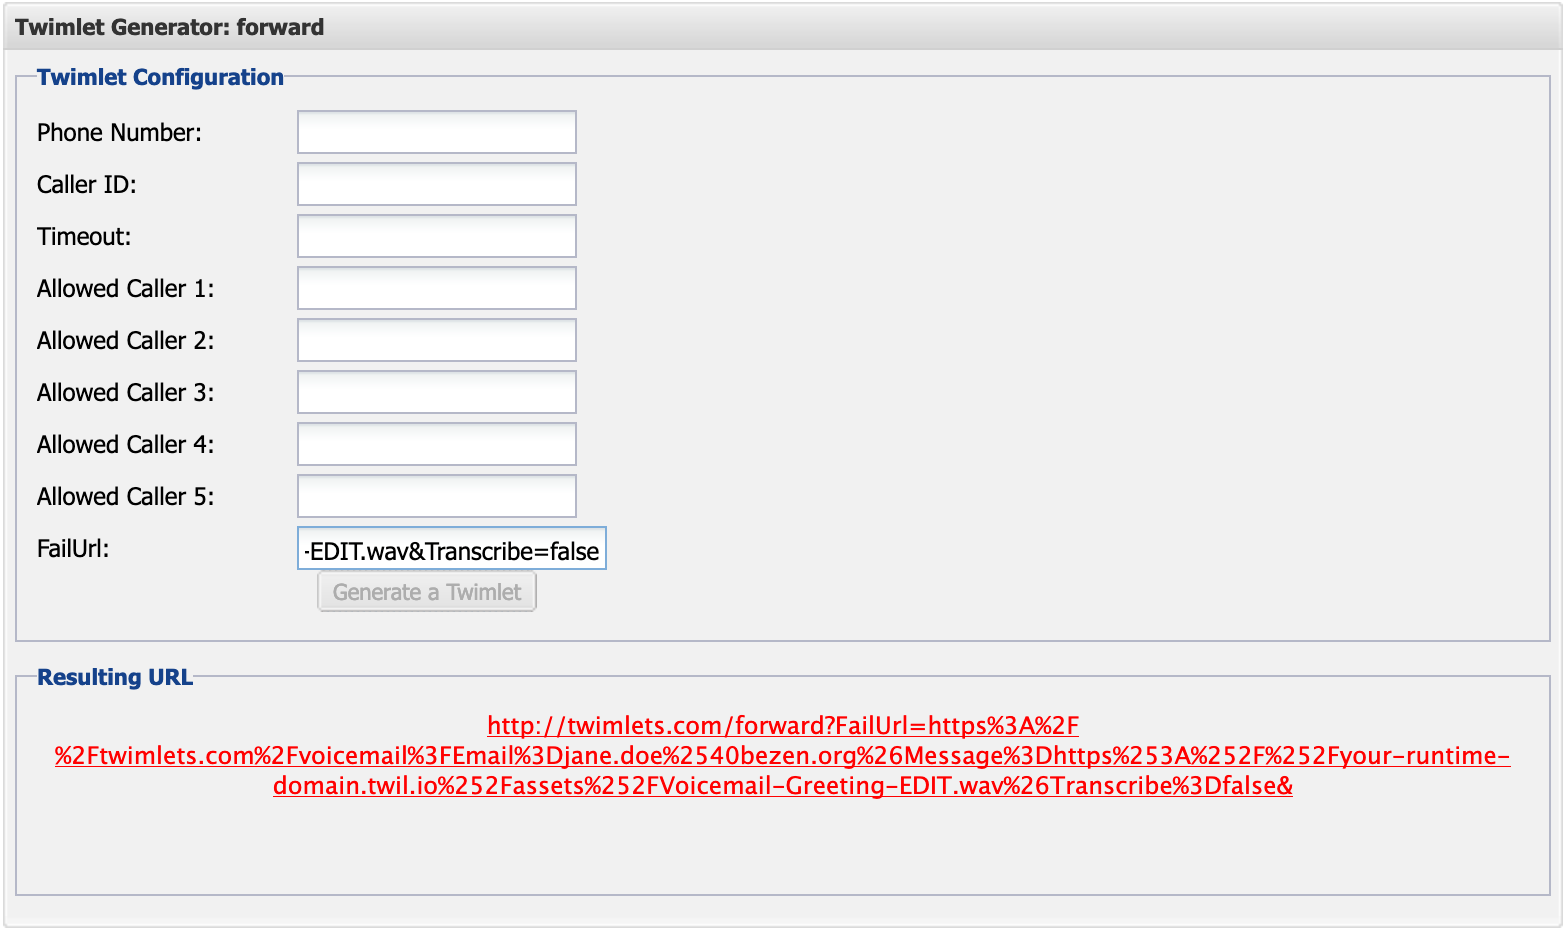 Twimlet Generator: forward
Twimlet Configuration
Phone Number:
Caller ID:
Timeout:
Allowed Caller 1:
Allowed Caller 2:
Allowed Caller 3:
Allowed Caller 4:
Allowed Caller 5:
FailUrl: -EDIT.wav&Transcribe=false
Generate a Twimlet
Resulting URL
http://twimlets.com/forward?FailUrl=https%3A%2F
%2Ftwimlets.com%2Fvoicemail%3FEmail%3Djane.doe%2540bezen.org%26Message%3Dhttps%253A%252F%252Fyour-runtime-
domain.twil.io%252Fassets%252FVoicemail-Greeting-EDIT.wav%26Transcribe%3Dfalse&